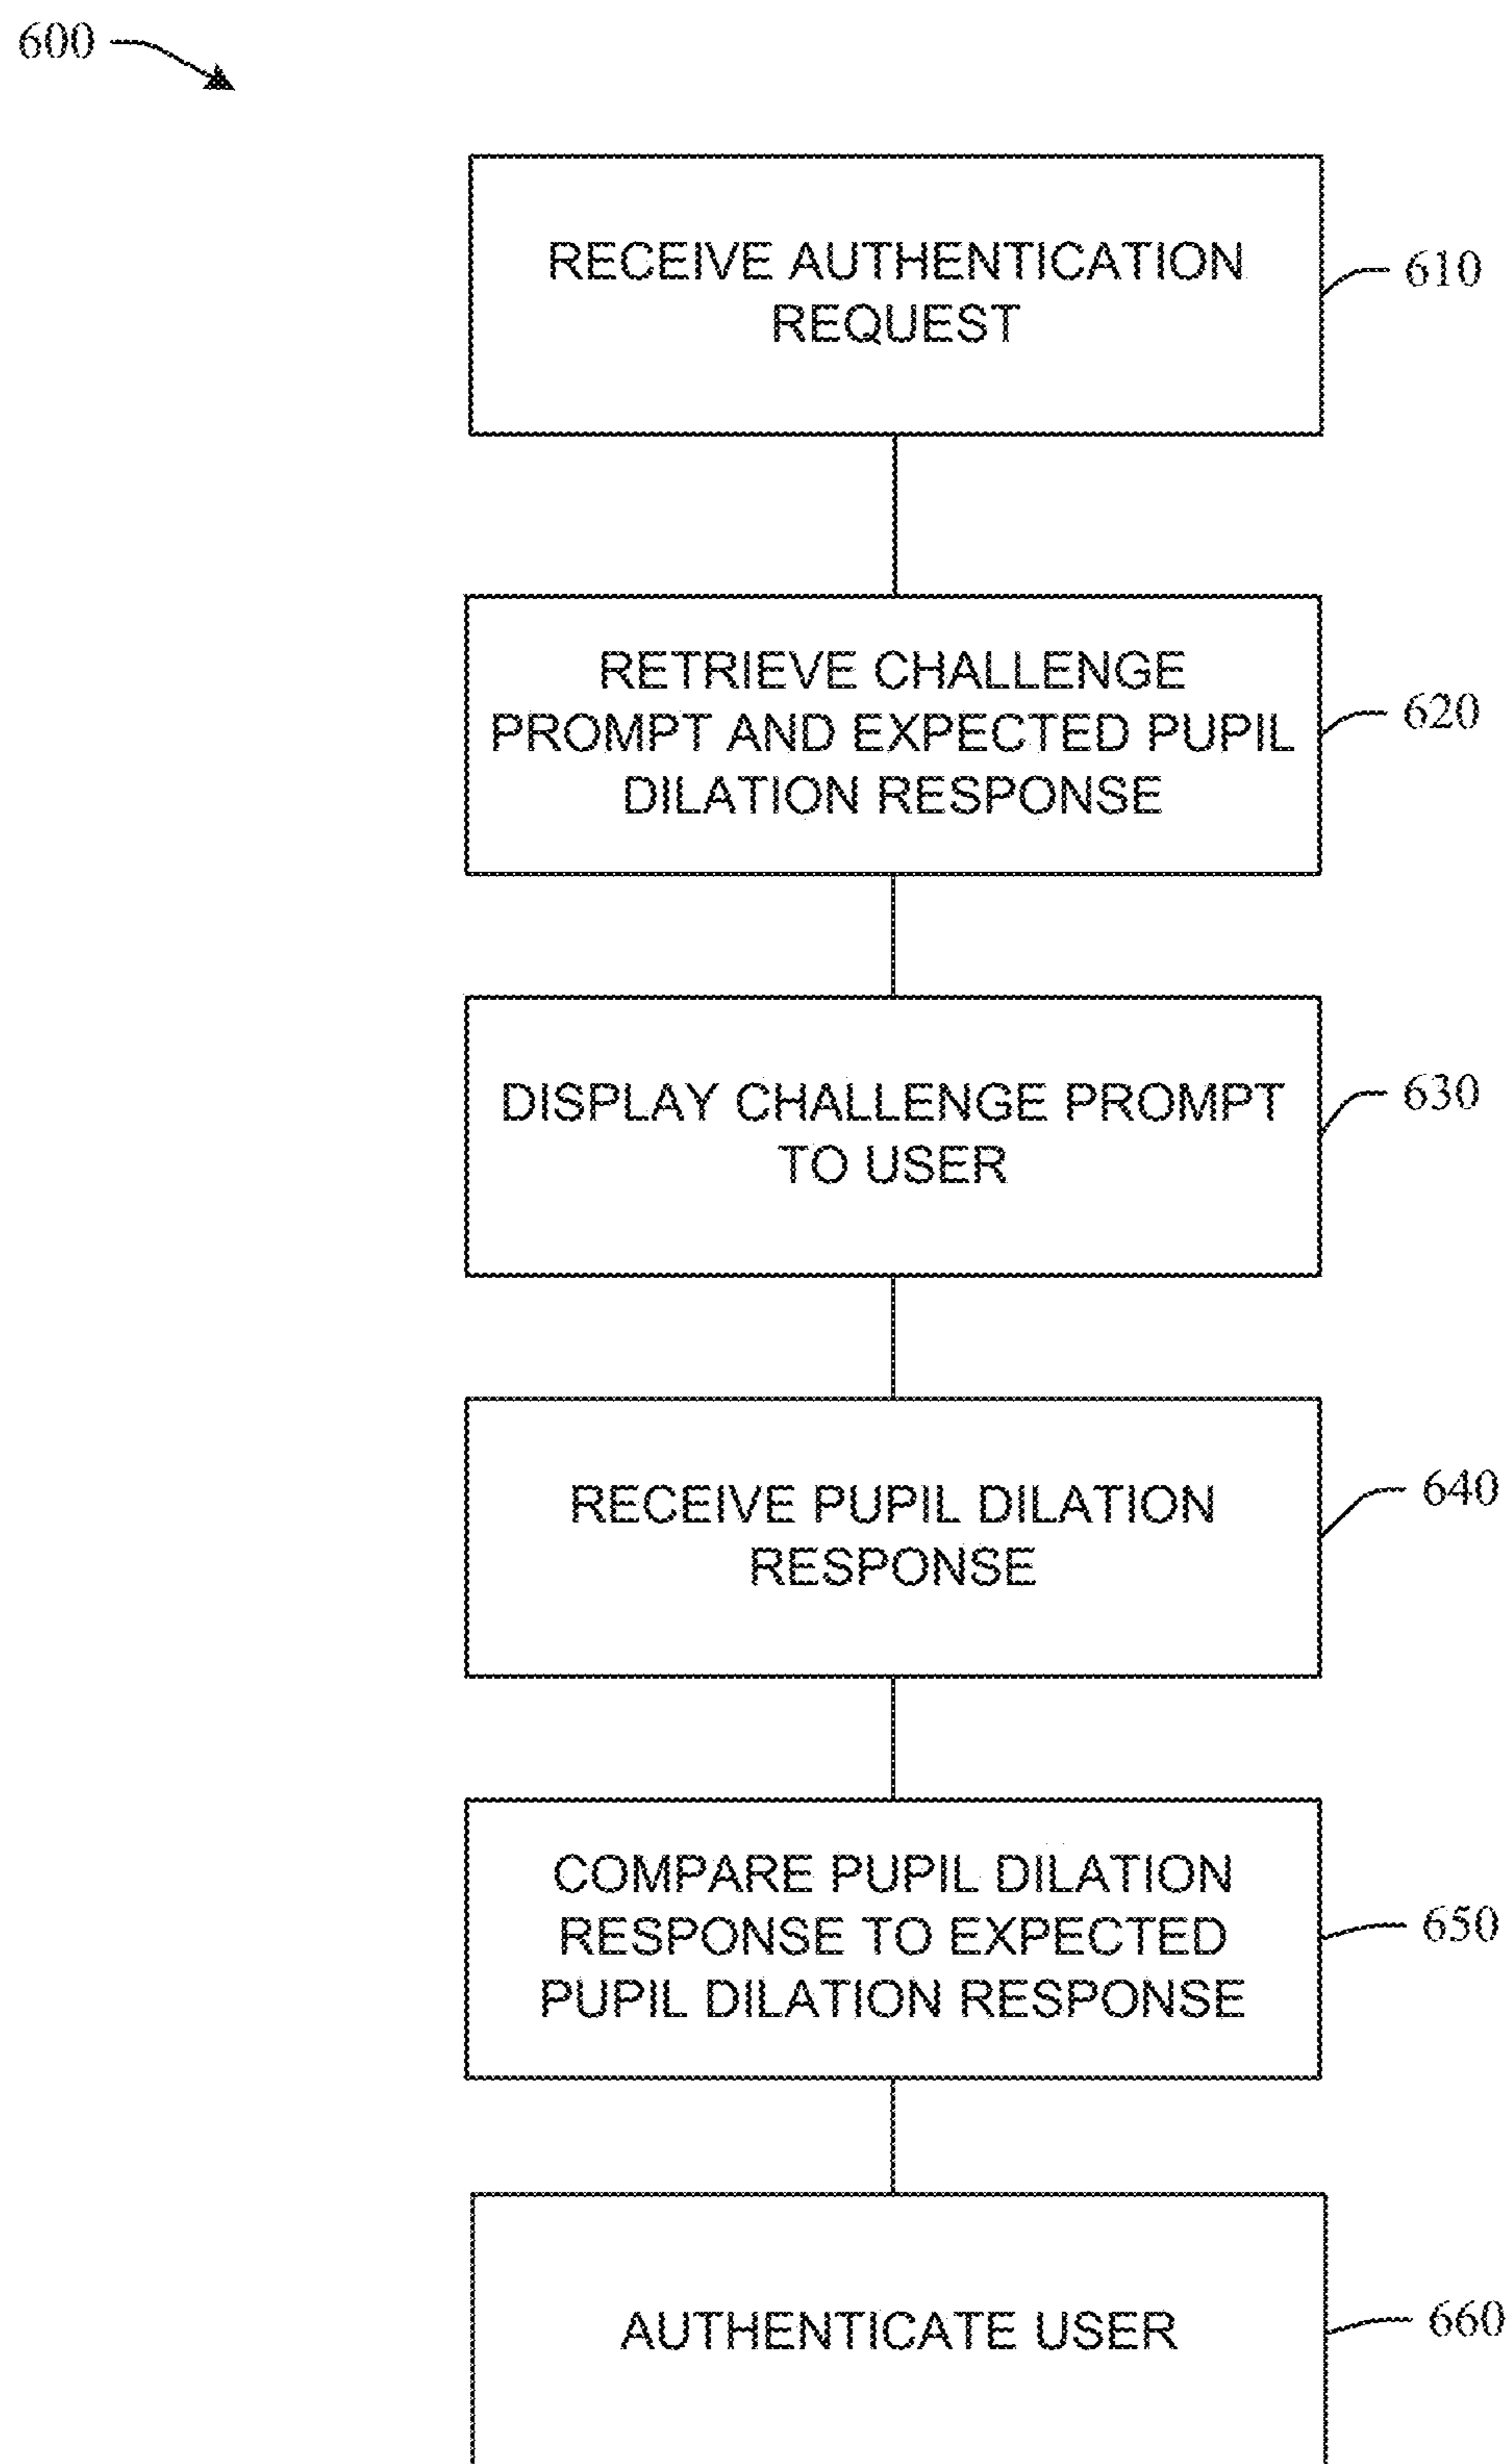 600
RECEIVE AUTHENTICATION
REQUEST
610
RETRIEVE CHALLENGE
PROMPT AND EXPECTED PUPIL
DILATION RESPONSE
620
DISPLAY CHALLENGE PROMPT
TO USER
630
RECEIVE PUPIL DILATION
RESPONSE
640
COMPARE PUPIL DILATION
RESPONSE TO EXPECTED
PUPIL DILATION RESPONSE
650
AUTHENTICATE USER
660